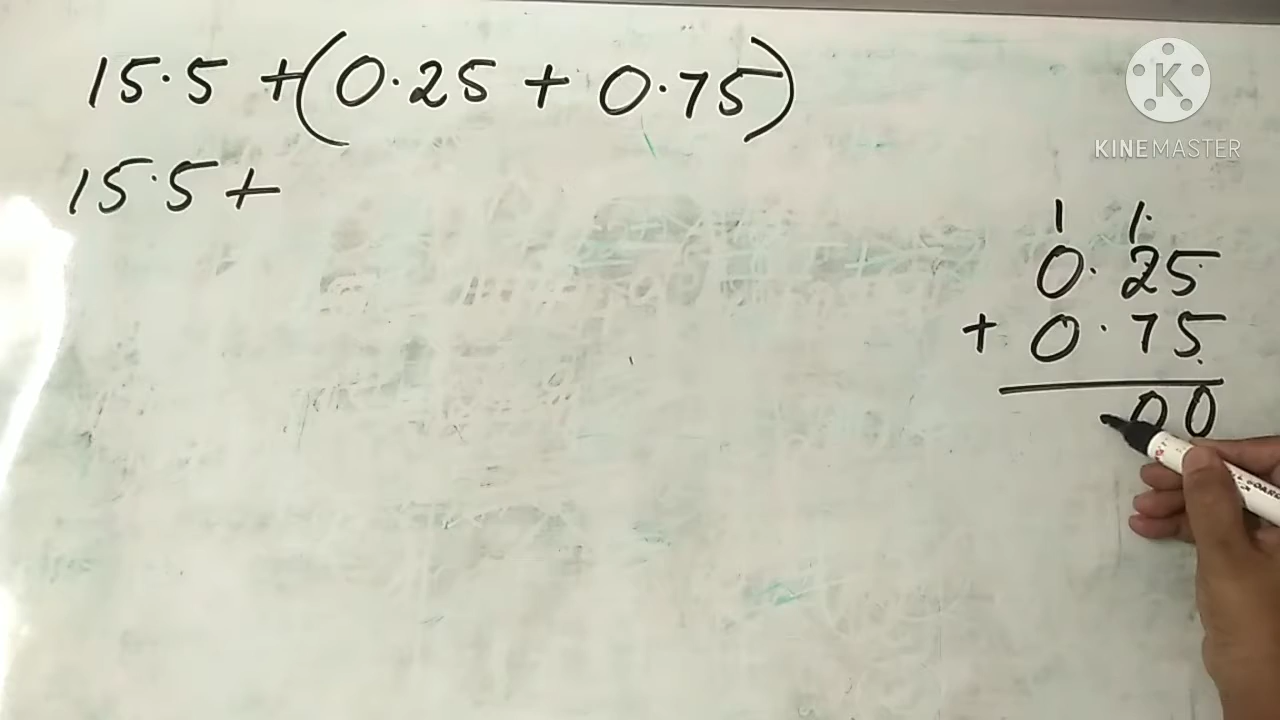 15.5 + (0.25 + 0.75)
15.5 +
K
KINEMASTER
1 1
0.25
+ 0.75
.00